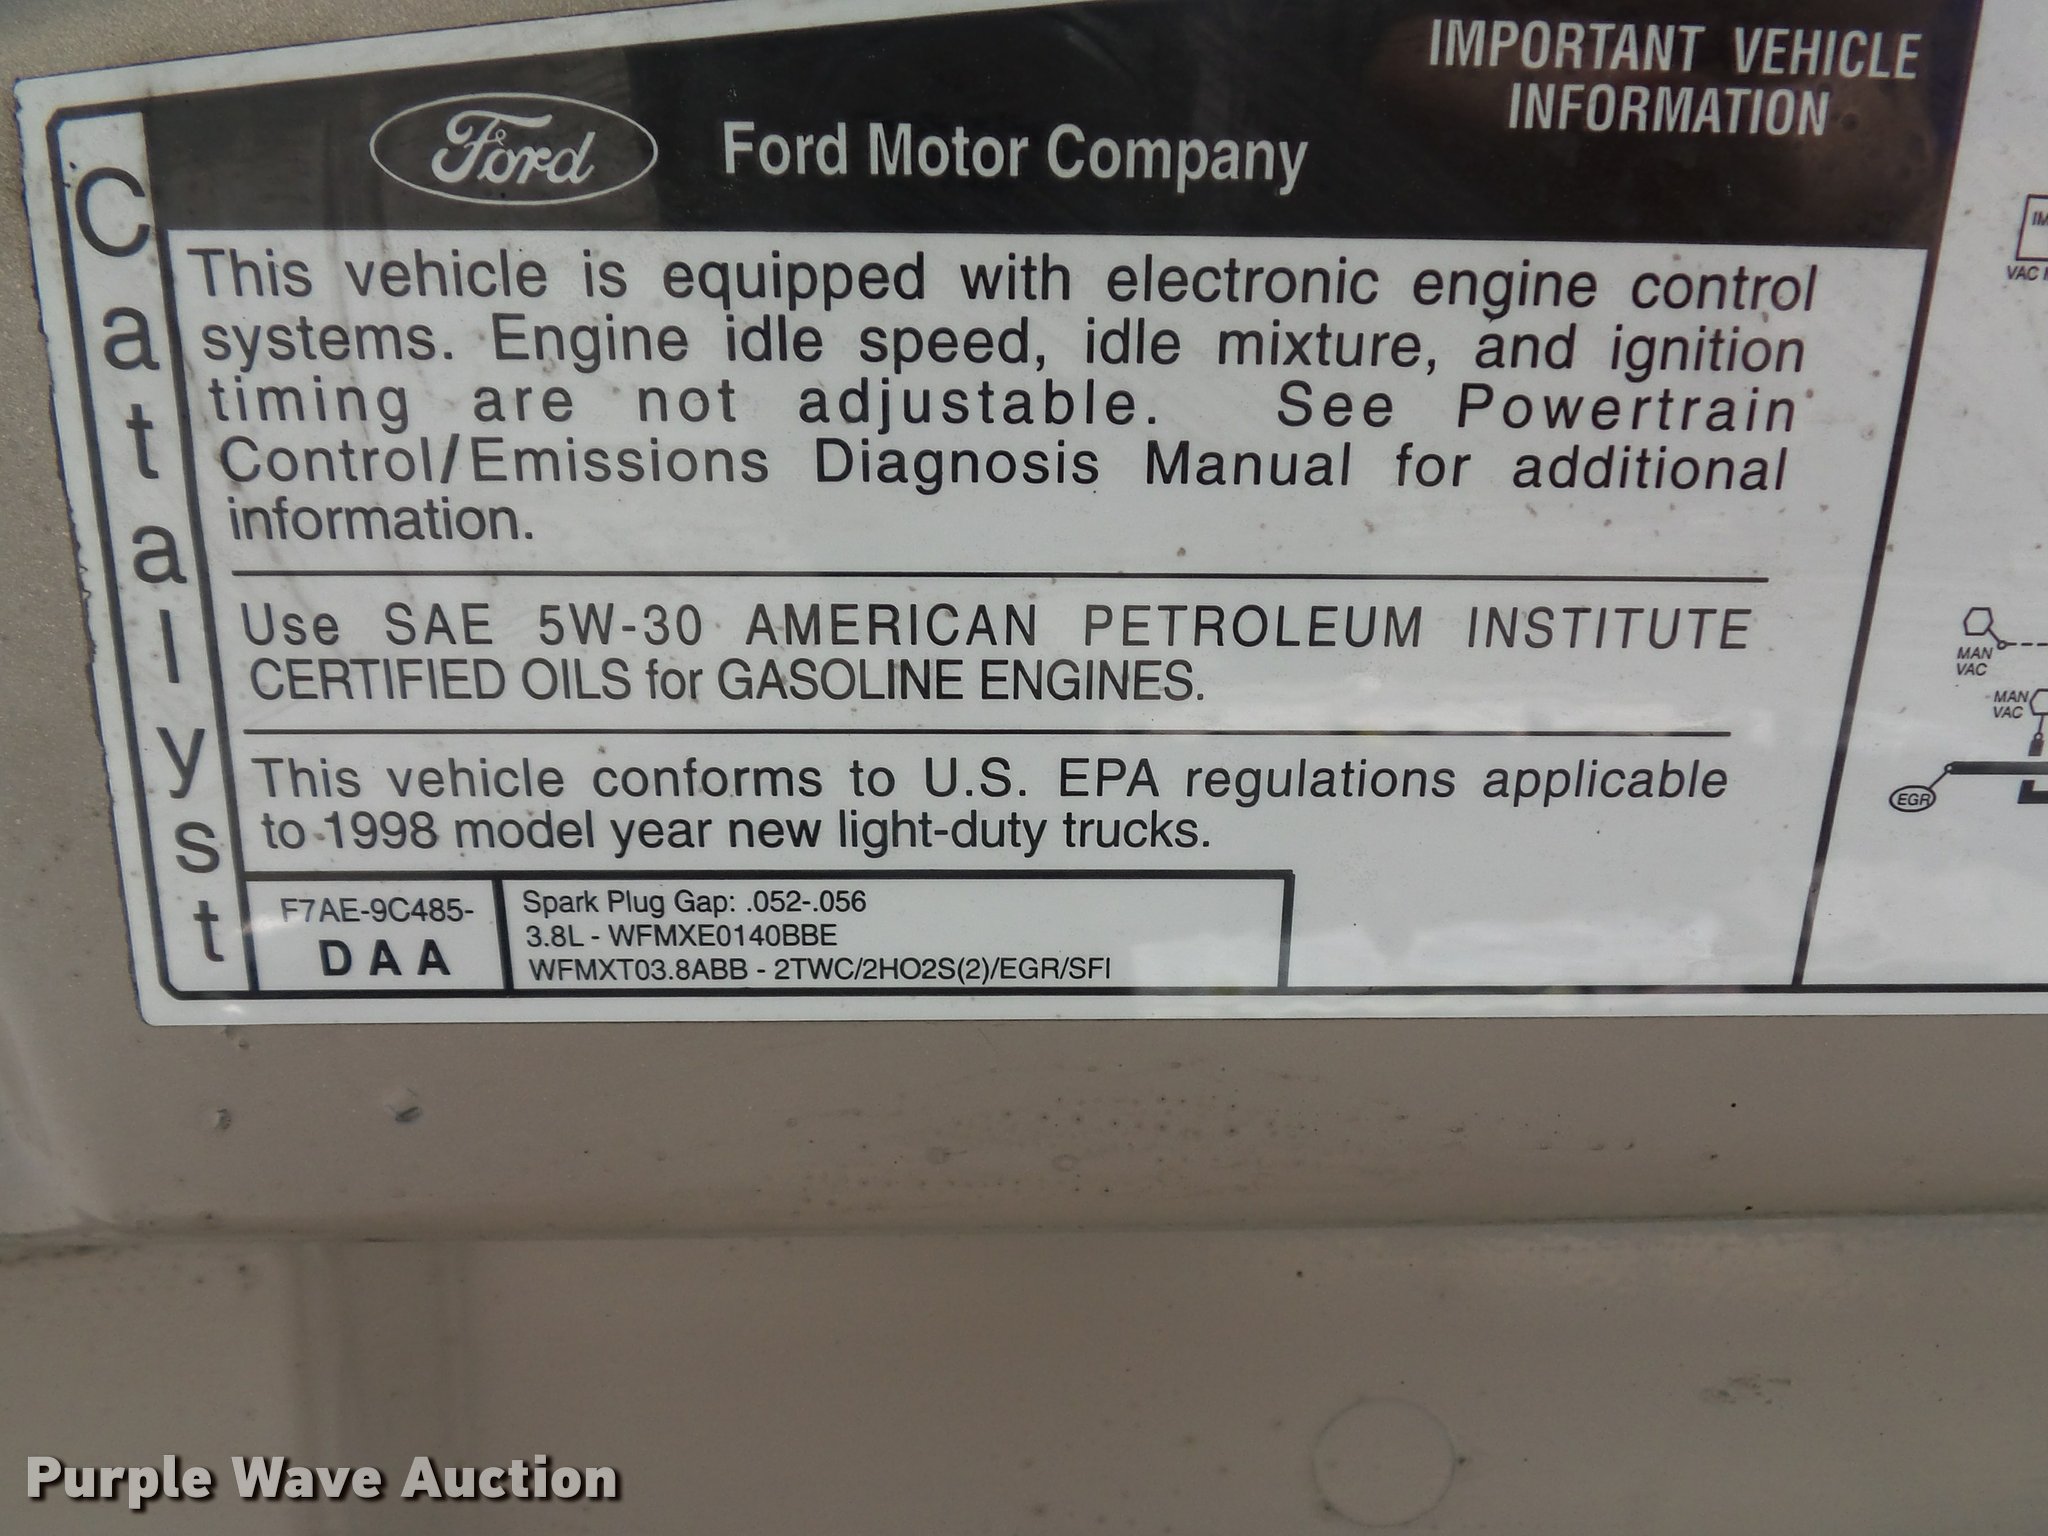 IMPORTANT VEHICLE
INFORMATION
Ford
Ford Motor Company
Catalyst
This vehicle is equipped with electronic engine control
systems. Engine idle speed, idle mixture, and ignition
timing are not adjustable. See Powertrain
Control/Emissions Diagnosis Manual for additional
information.
Use SAE 5W-30 AMERICAN PETROLEUM INSTITUTE
CERTIFIED OILS for GASOLINE ENGINES.
This vehicle conforms to U.S. EPA regulations applicable
to 1998 model year new light-duty trucks.
F7AE-9C485-
DAA
Spark Plug Gap: .052-.056
3.8L - WFMXE0140BBE
WFMXT03.8ABB - 2TWC/2HO2S(2)/EGR/SFI
VAC
MAN
VAC
MAN
VAC
EGR
Purple Wave Auction